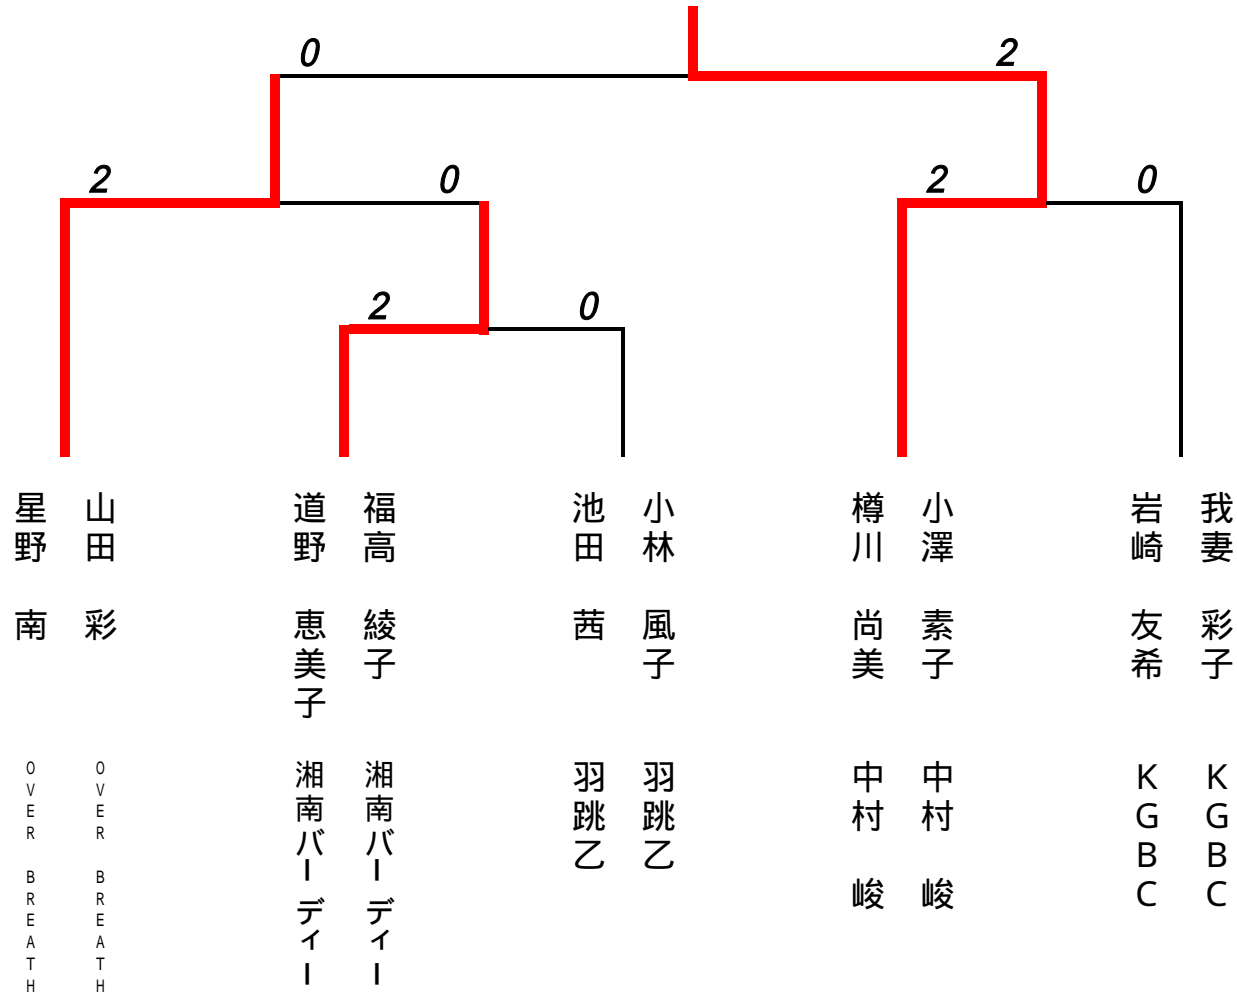 0
2
2
0
2
0
2
0
星野 南
山田 彩
道野 恵美子
福高 綾子
池田 茜
小林 風子
樽川 尚美
小澤 素子
岩崎 友希
我妻 彩子
OVER BREATH
OVER BREATH
湘南バーディー
湘南バーディー
羽跳乙
羽跳乙
中村 峻
中村 峻
KGBC
KGBC